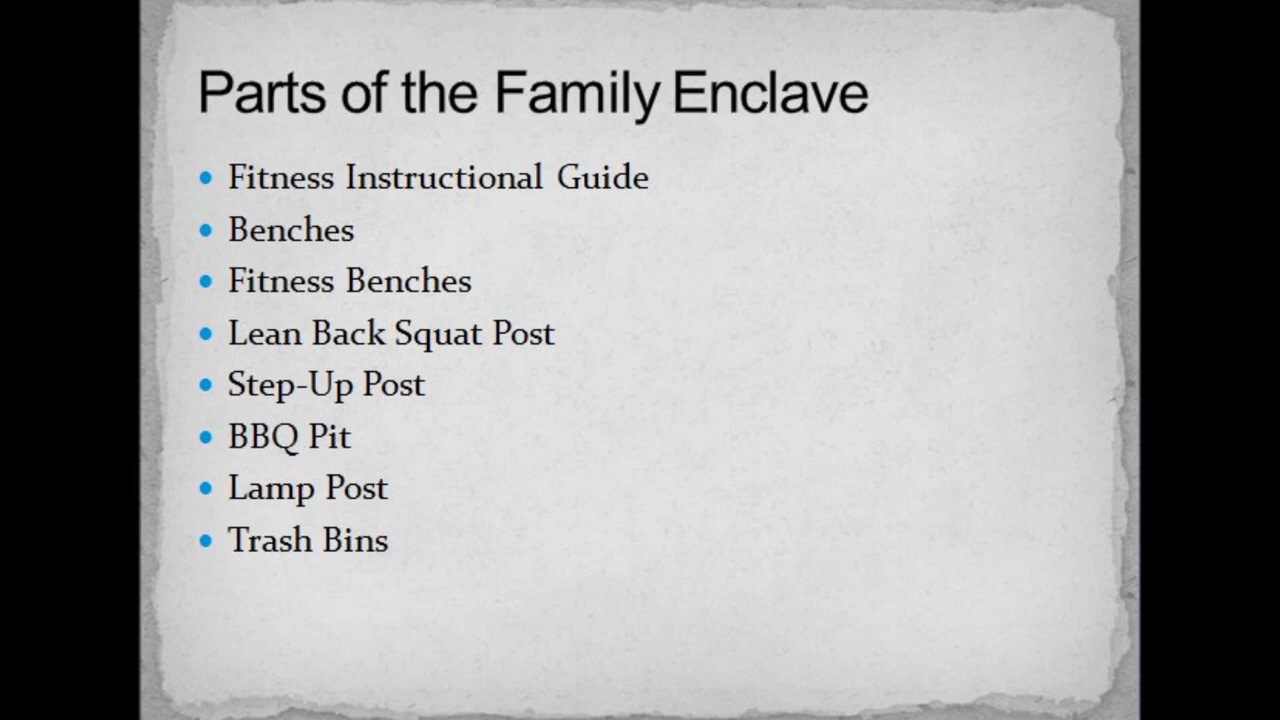 Parts of the Family Enclave
Fitness Instructional Guide
Benches
Fitness Benches
Lean Back Squat Post
Step-Up Post
BBQ Pit
Lamp Post
Trash Bins